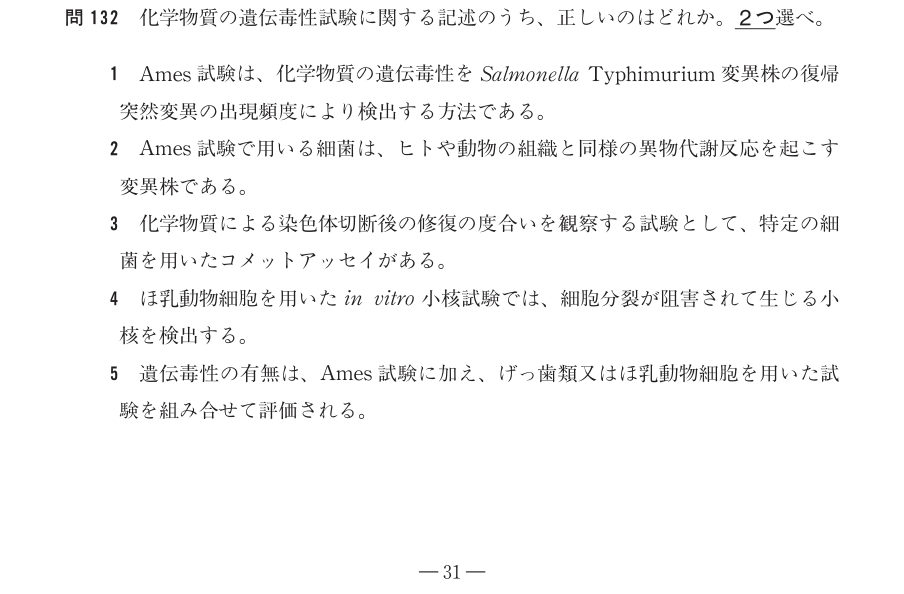 問132 化学物質の遺伝毒性試験に関する記述のうち、正しいのはどれか。2つ選べ。
1 Ames 試験は、化学物質の遺伝毒性を Salmonella Typhimurium 変異株の復帰
突然変異の出現頻度により検出する方法である。
2 Ames 試験で用いる細菌は、ヒトや動物の組織と同様の異物代謝反応を起こす
変異株である。
3 化学物質による染色体切断後の修復の度合いを観察する試験として、特定の細
菌を用いたコメットアッセイがある。
4 ほ乳動物細胞を用いた in vitro 小核試験では、細胞分裂が阻害されて生じる小
核を検出する。
5 遺伝毒性の有無は、Ames 試験に加え、げっ歯類又はほ乳動物細胞を用いた試
験を組み合せて評価される。
― 31 ―